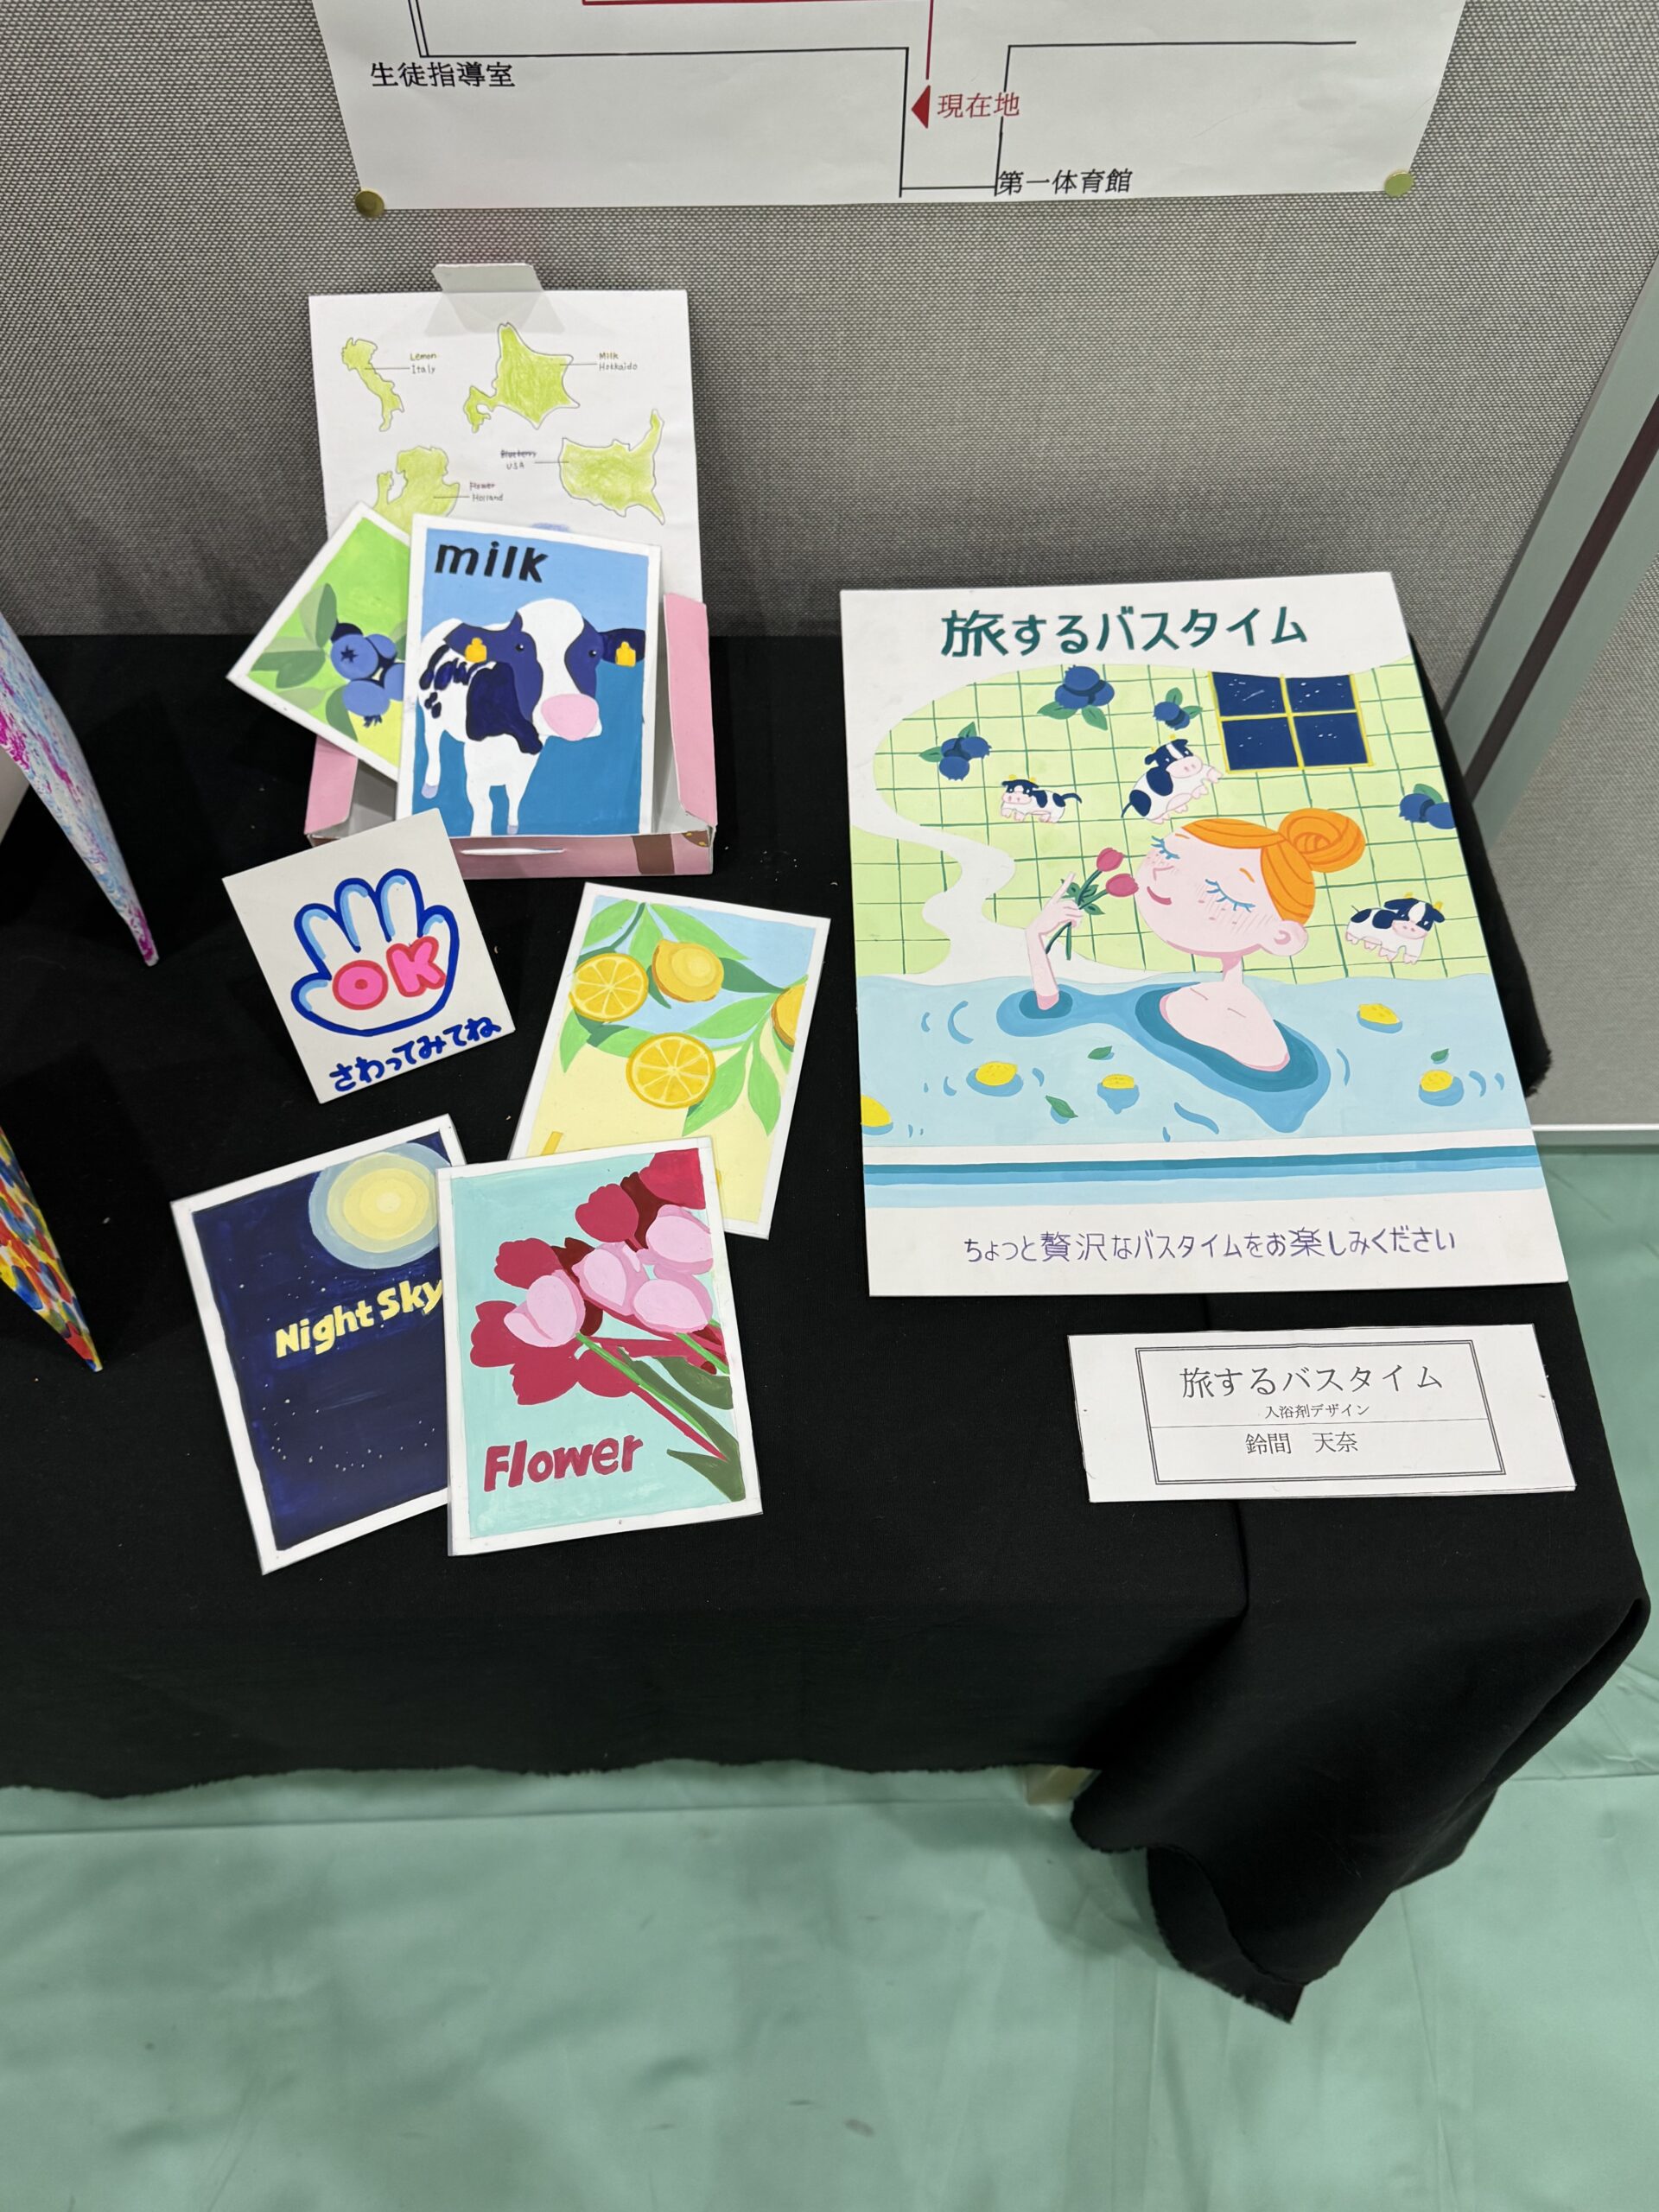 生徒指導室
現在地
第一体育館
Lemon
Italy
Milk
Hokkaido
Blueberry
USA
Flower
Holland
milk
旅するバスタイム
OK
さわってみてね
Night Sky
Flower
ちょっと贅沢なバスタイムをお楽しみください
旅するバスタイム
入浴剤デザイン
鈴間 天奈